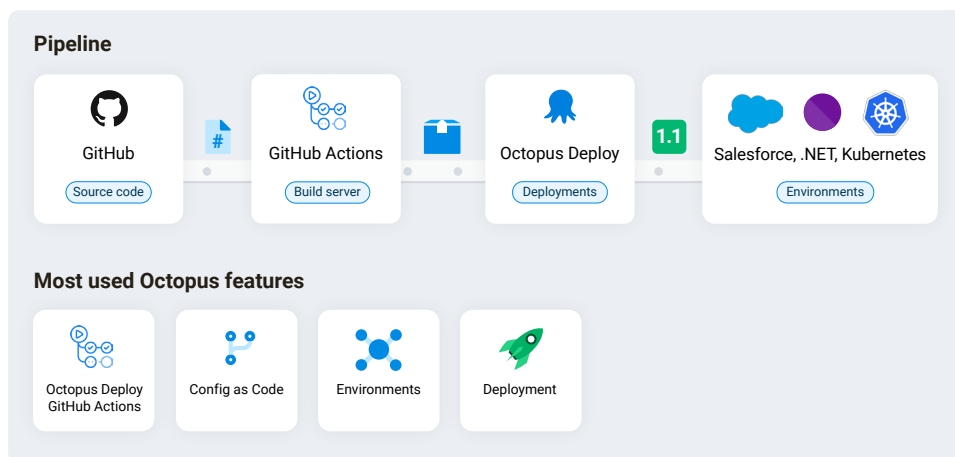 Pipeline
#
1.1
GitHub
GitHub Actions
Octopus Deploy
Salesforce, .NET, Kubernetes
Source code
Build server
Deployments
Environments
Most used Octopus features
Octopus Deploy
GitHub Actions
Config as Code
Environments
Deployment